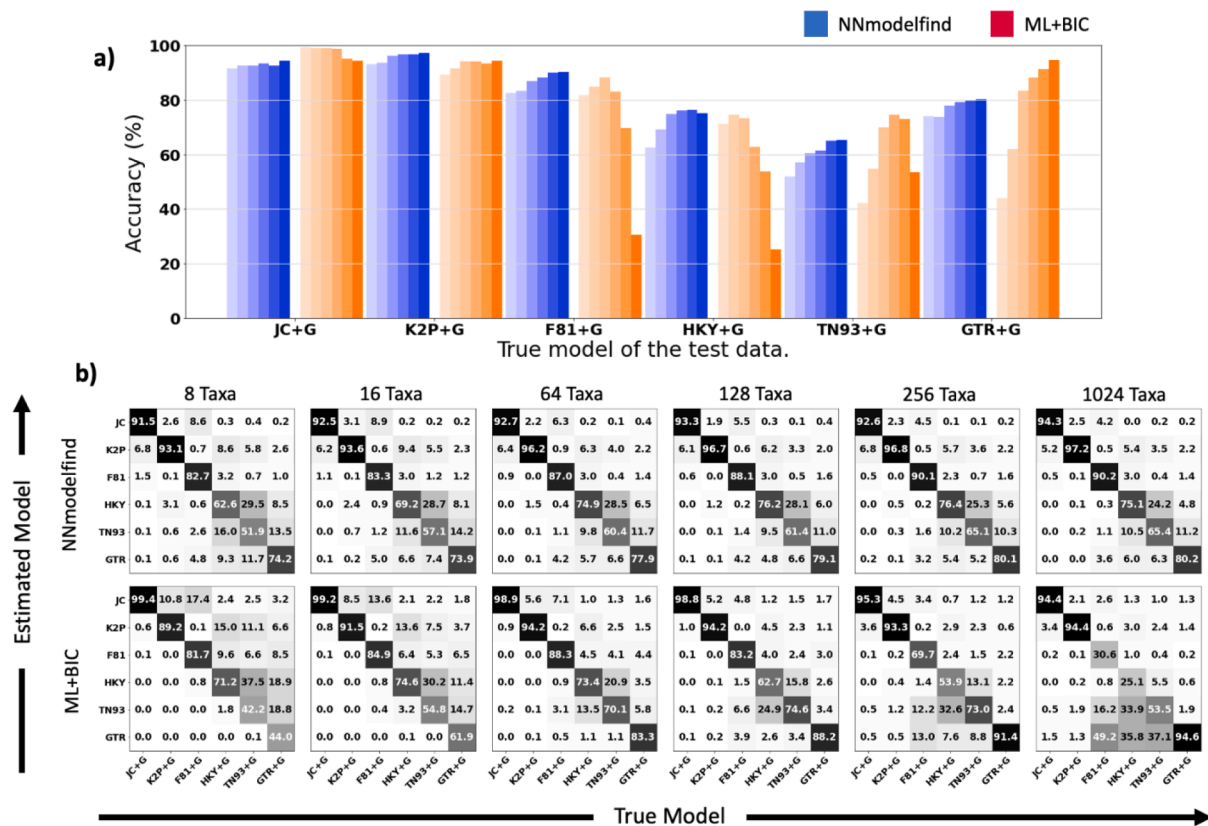 NNmodelfind ML+BIC
a)
Accuracy (%)
100
80
60
40
20
0
JC+G K2P+G F81+G HKY+G TN93+G GTR+G
True model of the test data.
b)
8 Taxa 16 Taxa 64 Taxa 128 Taxa 256 Taxa 1024 Taxa
Estimated Model
NNmodelfind
JC 91.5 2.6 8.6 0.3 0.4 0.2 92.5 3.1 8.9 0.2 0.2 0.2 92.7 2.2 6.3 0.2 0.1 0.4 93.3 1.9 5.5 0.3 0.1 0.4 92.6 2.3 4.5 0.1 0.1 0.2 94.3 2.5 4.2 0.0 0.2 0.2
K2P 6.8 93.1 0.7 8.6 5.8 2.6 6.2 93.6 0.6 9.4 5.5 2.3 6.4 96.2 0.9 6.3 4.0 2.2 6.1 96.7 0.6 6.2 3.3 2.0 6.8 96.8 0.5 5.7 3.6 2.2 5.2 97.2 0.5 5.4 3.5 2.2
F81 1.5 0.1 82.7 3.2 0.7 1.0 1.1 0.1 83.3 3.0 1.2 1.2 0.9 0.0 87.0 3.0 0.4 1.4 0.6 0.0 88.1 3.0 0.5 1.6 0.5 0.0 90.1 2.3 0.7 1.6 0.6 0.0 90.2 3.0 0.4 1.4
HKY 0.1 3.1 0.6 62.6 29.5 8.5 0.0 2.4 0.9 69.2 28.7 8.1 0.0 1.5 0.4 74.9 28.5 6.5 0.0 1.2 0.2 76.2 28.1 6.0 0.0 0.6 0.2 76.4 25.3 5.6 0.0 0.1 0.3 75.1 24.2 4.8
TN93 0.1 0.6 2.6 16.0 51.9 13.5 0.0 0.7 1.2 11.6 57.1 14.2 0.0 0.1 1.1 9.8 60.4 11.7 0.0 0.1 1.4 9.5 61.4 11.0 0.0 0.3 1.6 10.2 65.1 10.3 0.0 0.2 1.1 10.5 65.4 11.2
GTR 0.1 0.6 4.8 9.3 11.7 74.2 0.1 0.2 5.0 6.6 7.4 73.9 0.0 0.1 4.2 5.7 6.6 77.9 0.0 0.1 4.2 4.8 6.6 79.1 0.2 0.1 3.2 5.4 5.2 80.1 0.0 0.0 3.6 6.0 6.3 80.2
ML+BIC
JC 99.4 10.8 17.4 2.4 2.5 3.2 99.2 8.5 13.6 2.1 2.2 1.8 98.9 5.6 7.1 1.0 1.3 1.6 98.8 5.2 4.8 1.2 1.5 1.7 95.3 4.5 3.4 0.7 1.2 1.2 94.4 2.1 2.6 1.3 1.0 1.3
K2P 0.6 89.2 0.1 15.0 11.1 6.6 0.8 91.5 0.2 13.6 7.5 3.7 0.9 94.2 0.2 6.6 2.5 1.5 1.0 94.2 0.0 4.5 2.3 1.1 3.6 93.3 0.2 2.9 2.3 0.6 3.4 94.4 0.6 3.0 2.4 1.4
F81 0.1 0.0 81.7 9.6 6.6 8.5 0.0 0.0 84.9 6.4 5.3 6.5 0.1 0.0 88.3 4.5 4.1 4.4 0.1 0.0 83.2 4.1 2.4 3.0 0.1 0.1 69.7 2.4 1.5 2.2 0.2 0.1 30.6 1.0 0.4 0.2
HKY 0.0 0.0 0.8 71.2 37.5 18.9 0.0 0.0 0.8 74.6 30.2 11.4 0.0 0.0 0.8 73.4 20.9 3.5 0.0 0.1 1.5 62.7 15.8 2.6 0.0 0.4 1.4 53.9 13.1 2.2 0.0 0.2 0.8 25.1 5.5 0.6
TN93 0.0 0.0 0.0 1.8 42.2 18.8 0.0 0.0 0.4 3.2 54.8 14.7 0.1 0.2 3.1 13.5 70.1 5.8 0.1 0.2 6.6 24.9 74.6 3.4 0.5 1.2 12.2 32.6 73.0 2.4 0.5 1.9 16.2 33.9 53.5 1.9
GTR 0.0 0.0 0.0 0.0 0.1 44.0 0.0 0.0 0.0 0.0 0.0 61.9 0.0 0.0 0.5 1.1 1.1 83.3 0.1 0.2 3.9 2.6 3.4 88.2 0.5 0.5 13.0 7.6 8.8 91.4 1.5 1.3 49.2 35.8 37.1 94.6
JC+G K2P+G F81+G HKY+G TN93+G GTR+G JC+G K2P+G F81+G HKY+G TN93+G GTR+G JC+G K2P+G F81+G HKY+G TN93+G GTR+G JC+G K2P+G F81+G HKY+G TN93+G GTR+G JC+G K2P+G F81+G HKY+G TN93+G GTR+G JC+G K2P+G F81+G HKY+G TN93+G GTR+G
True Model